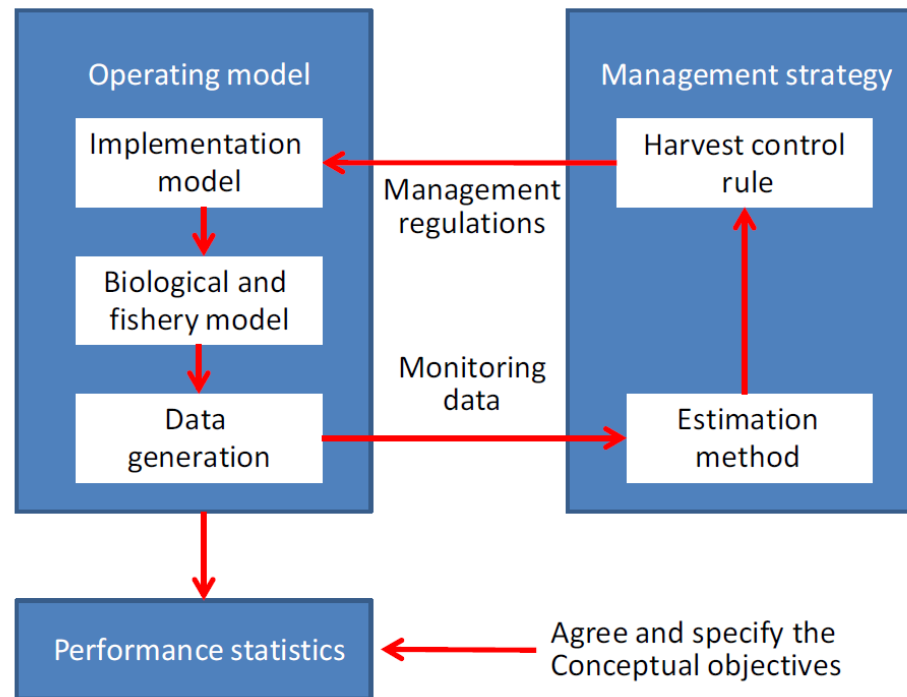 Operating model
Implementation
model
Biological and
fishery model
Data
generation
Management
regulations
Monitoring
data
Management strategy
Harvest control
rule
Estimation
method
Performance statistics
Agree and specify the
Conceptual objectives